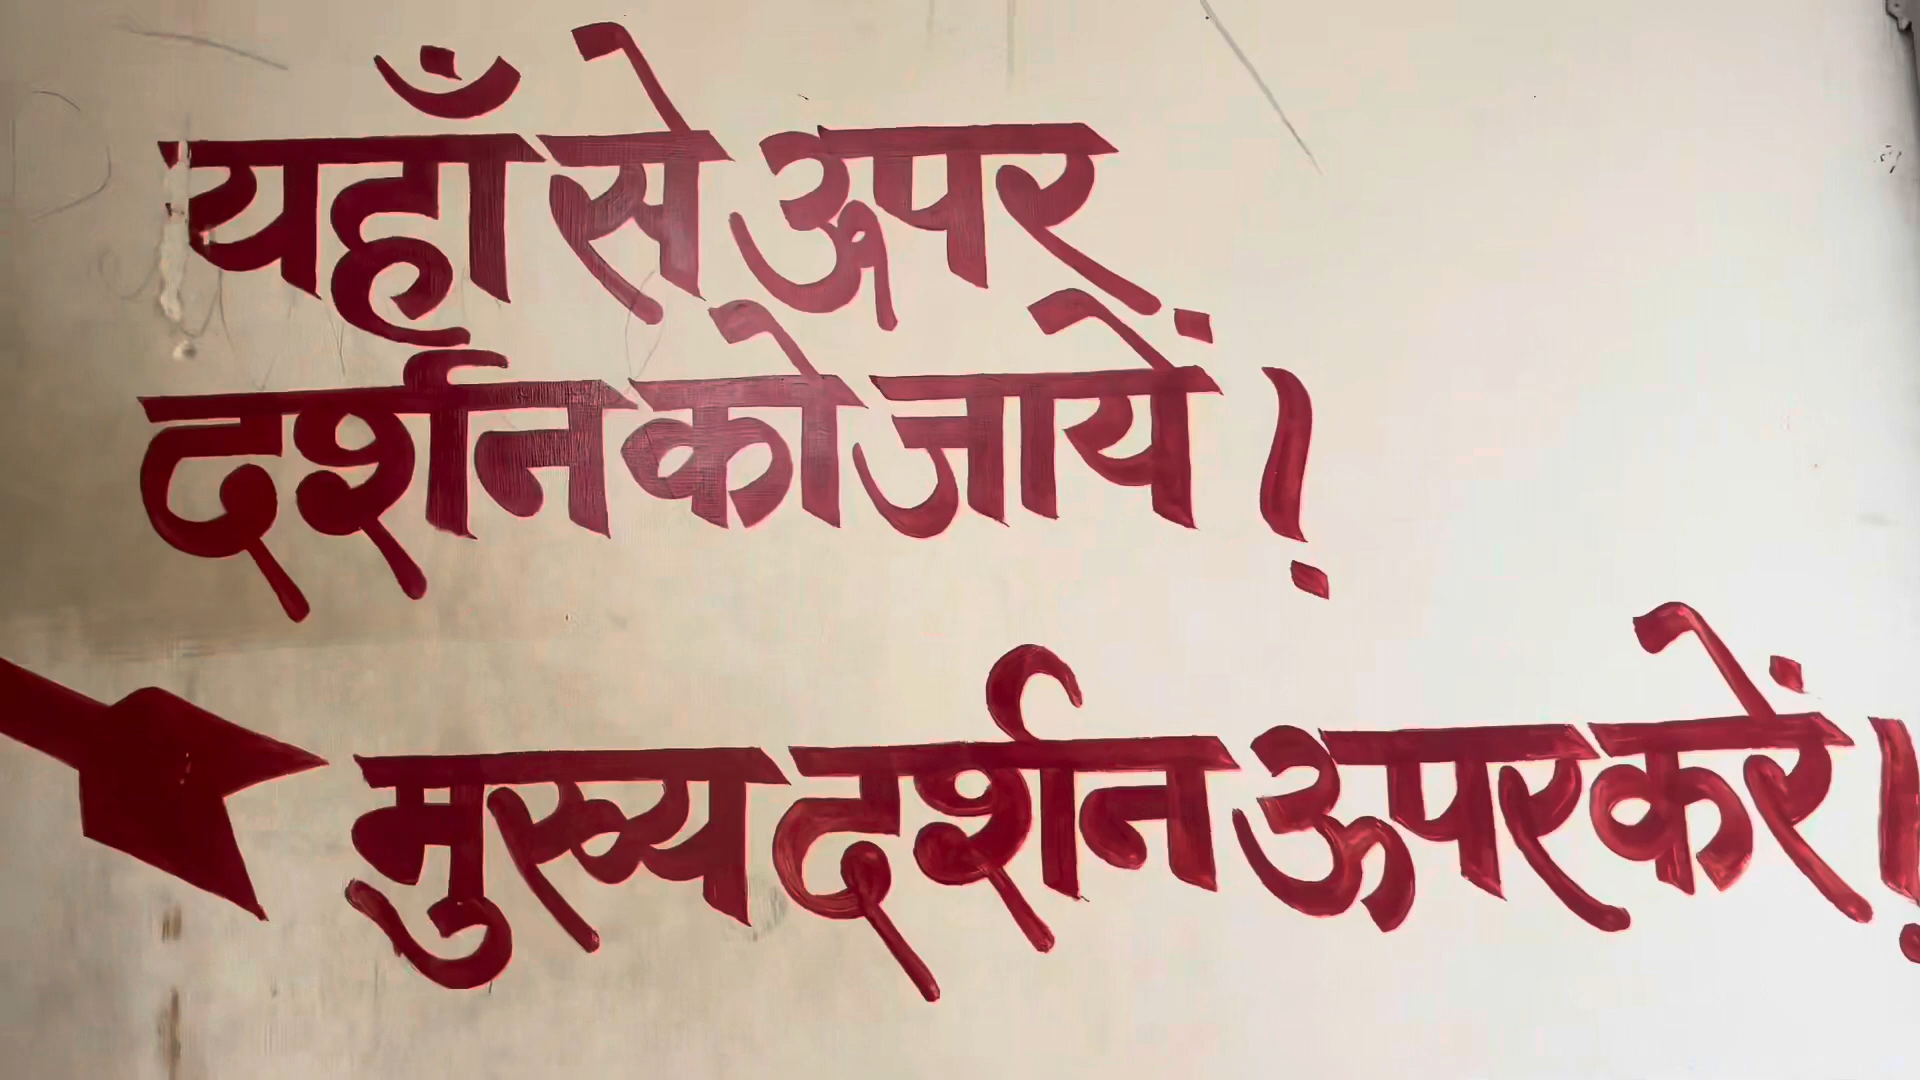 यहाँ से ऊपर
दर्शन को जायें !
मुख्य दर्शन ऊपर करें !